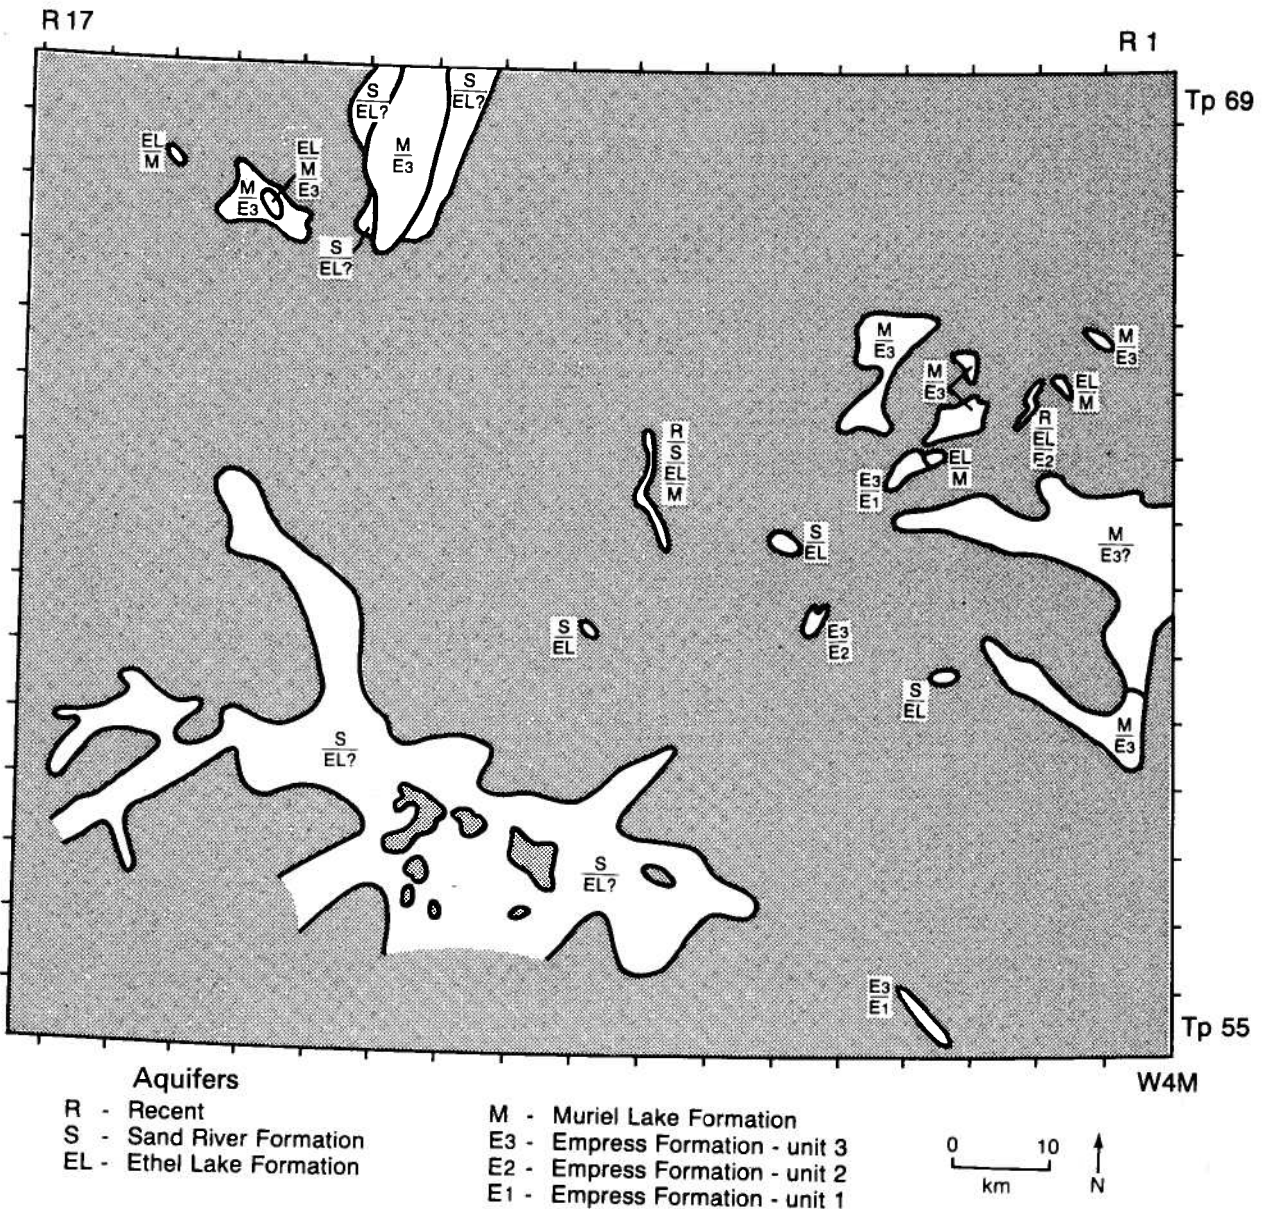 R 17
R 1
Tp 69
S
EL?
S
EL?
EL
M
EL
M
E3
M
E3
M
E3
S
EL?
M
E3
M
E3
M
E3
EL
M
R
EL
E2
R
S
EL
M
EL
M
E3
E1
S
EL
M
E3?
S
EL
E3
E2
S
EL
M
E3
S
EL?
S
EL?
E3
E1
Tp 55
W4M
Aquifers
R - Recent
S - Sand River Formation
EL - Ethel Lake Formation
M - Muriel Lake Formation
E3 - Empress Formation - unit 3
E2 - Empress Formation - unit 2
E1 - Empress Formation - unit 1
0 10
km
N